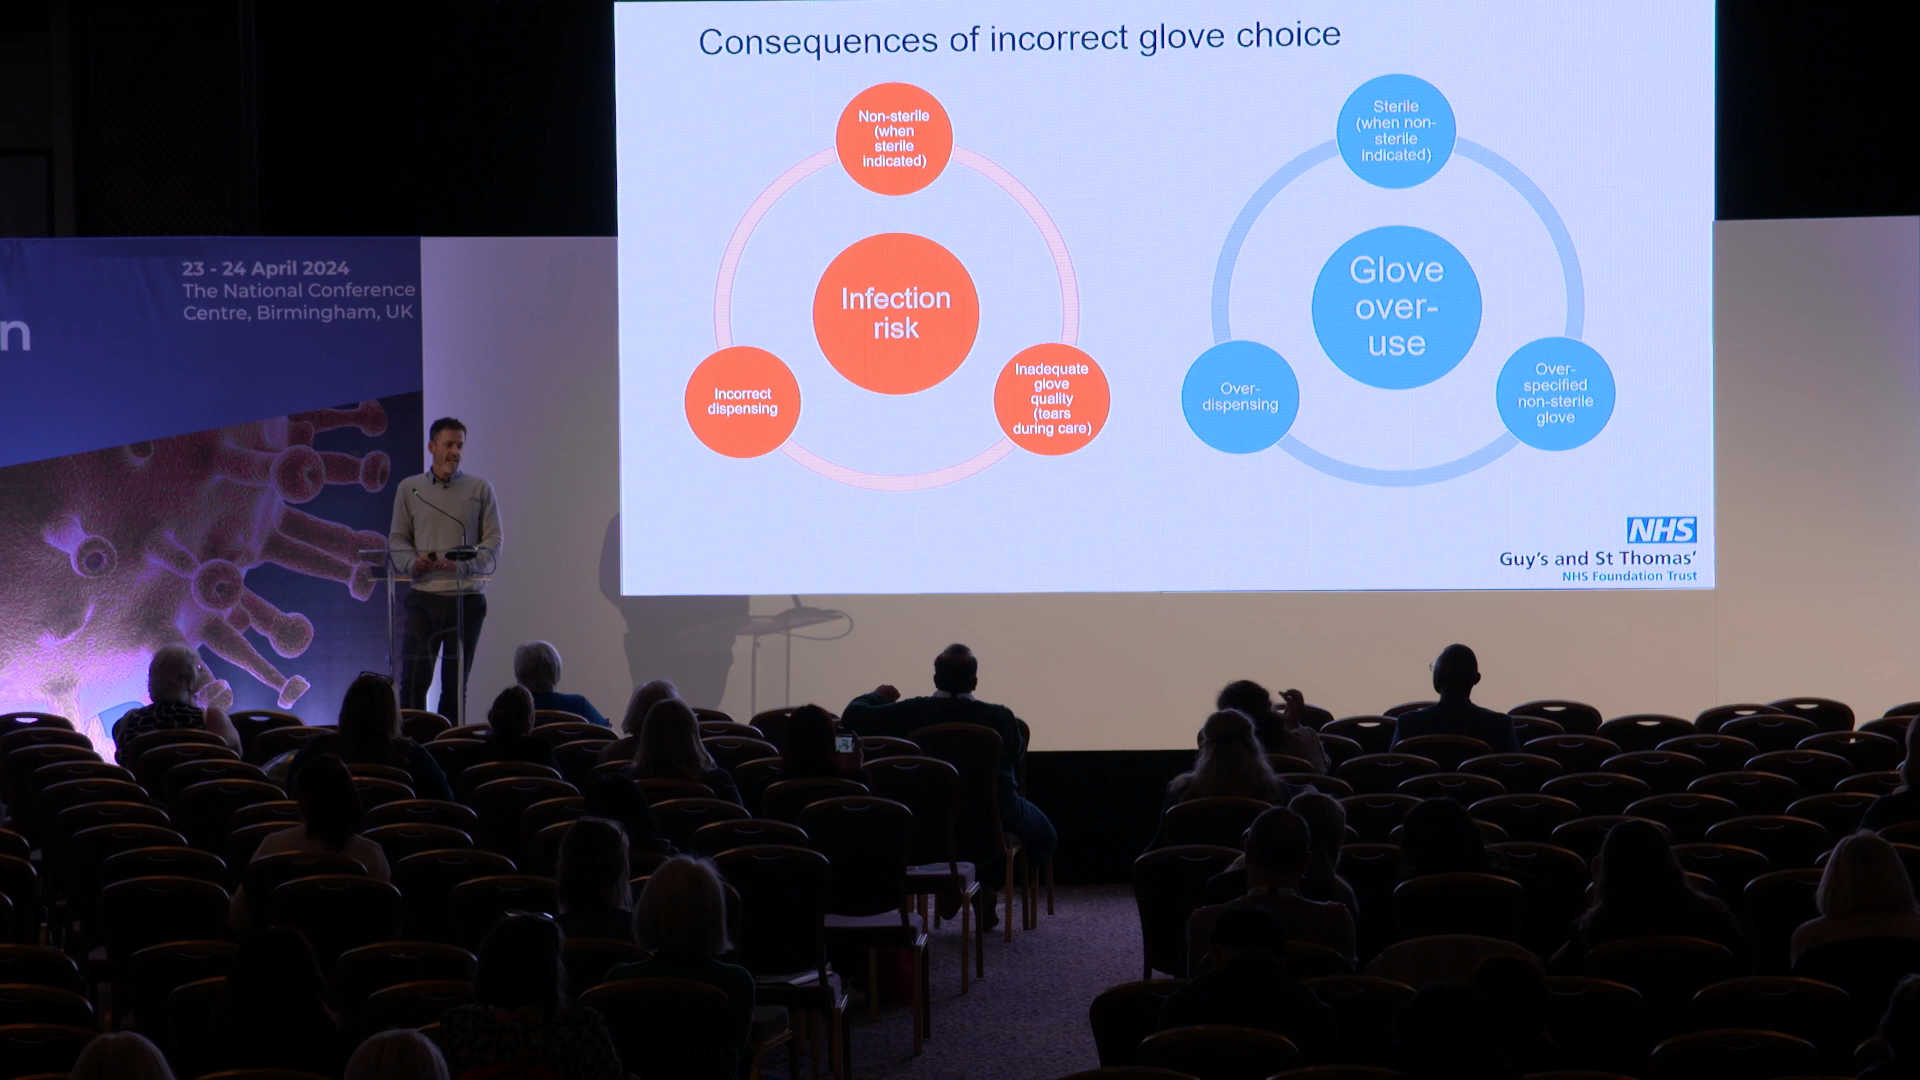 Consequences of incorrect glove choice
Non-sterile
(when
sterile
indicated)
Infection
risk
Incorrect
dispensing
Inadequate
glove
quality
(tears
during care)
Sterile
(when non-
sterile
indicated)
Glove
over-
use
Over-
dispensing
Over-
specified
non-sterile
glove
NHS
Guy's and St Thomas'
NHS Foundation Trust
23 - 24 April 2024
The National Conference
Centre, Birmingham, UK
n